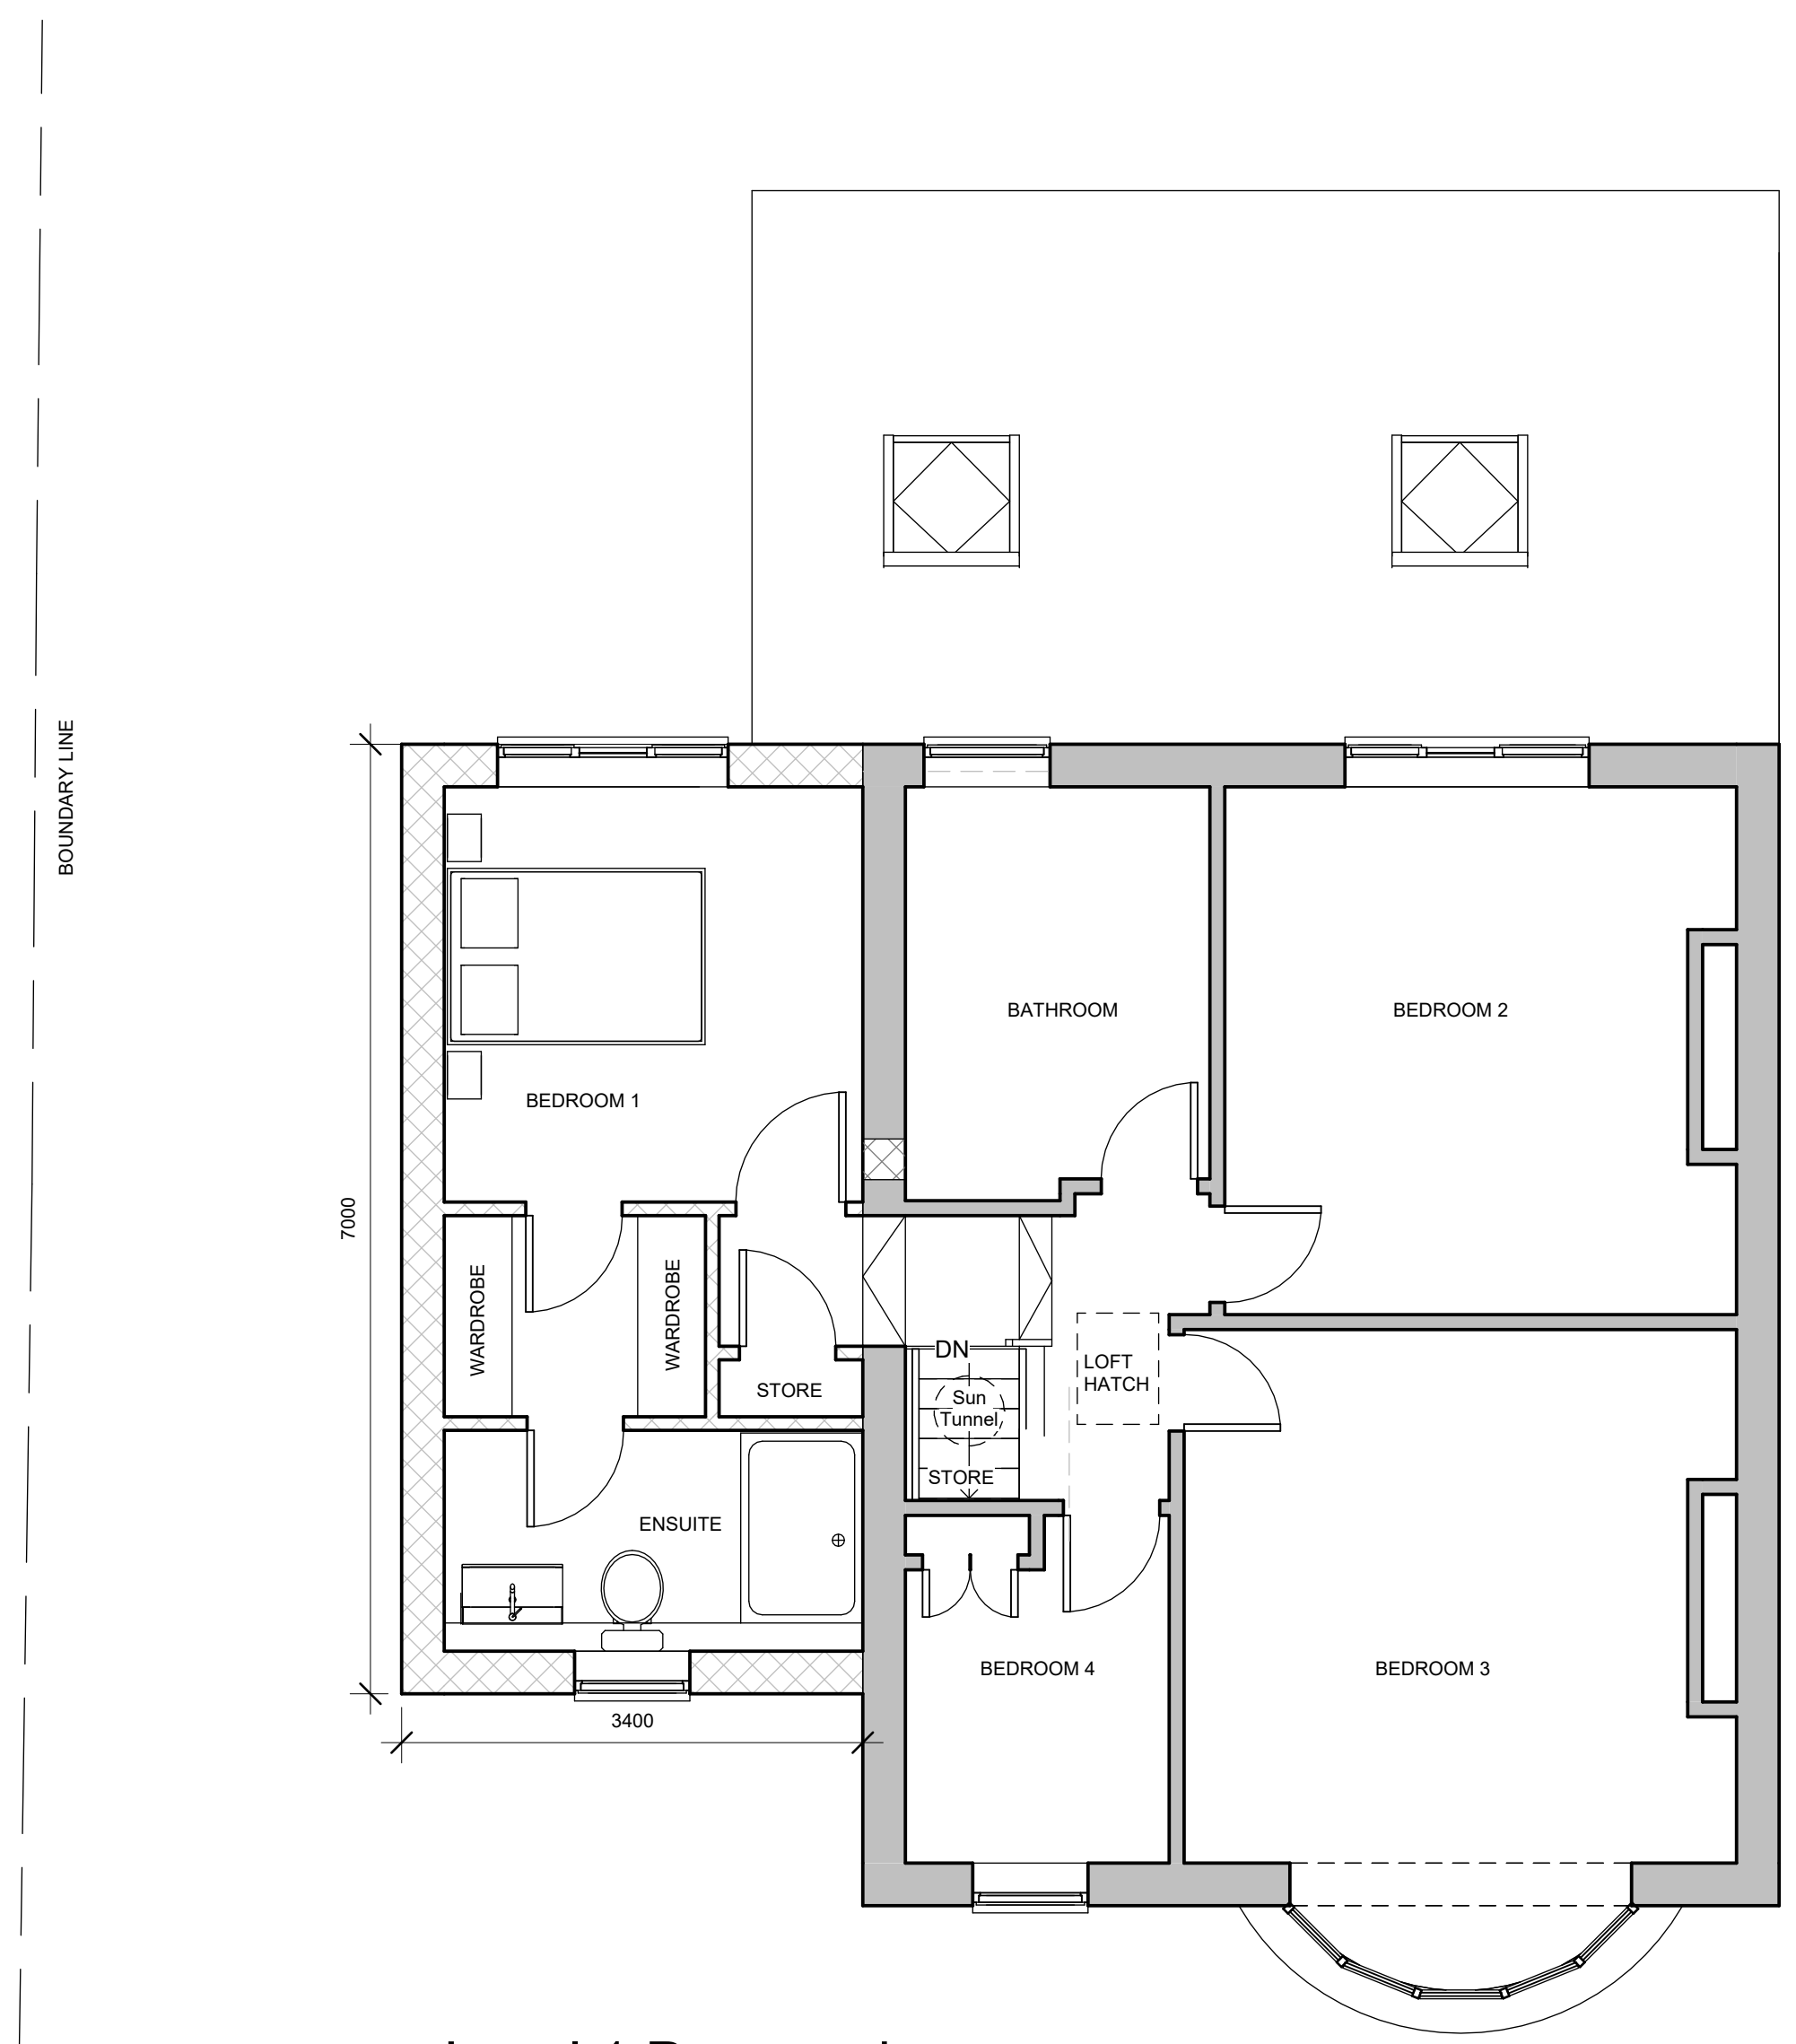 BOUNDARY LINE
BATHROOM
BEDROOM 2
BEDROOM 1
7000
WARDROBE
WARDROBE
DN
LOFT
HATCH
STORE
Sun
Tunnel
STORE
ENSUITE
BEDROOM 4
BEDROOM 3
3400